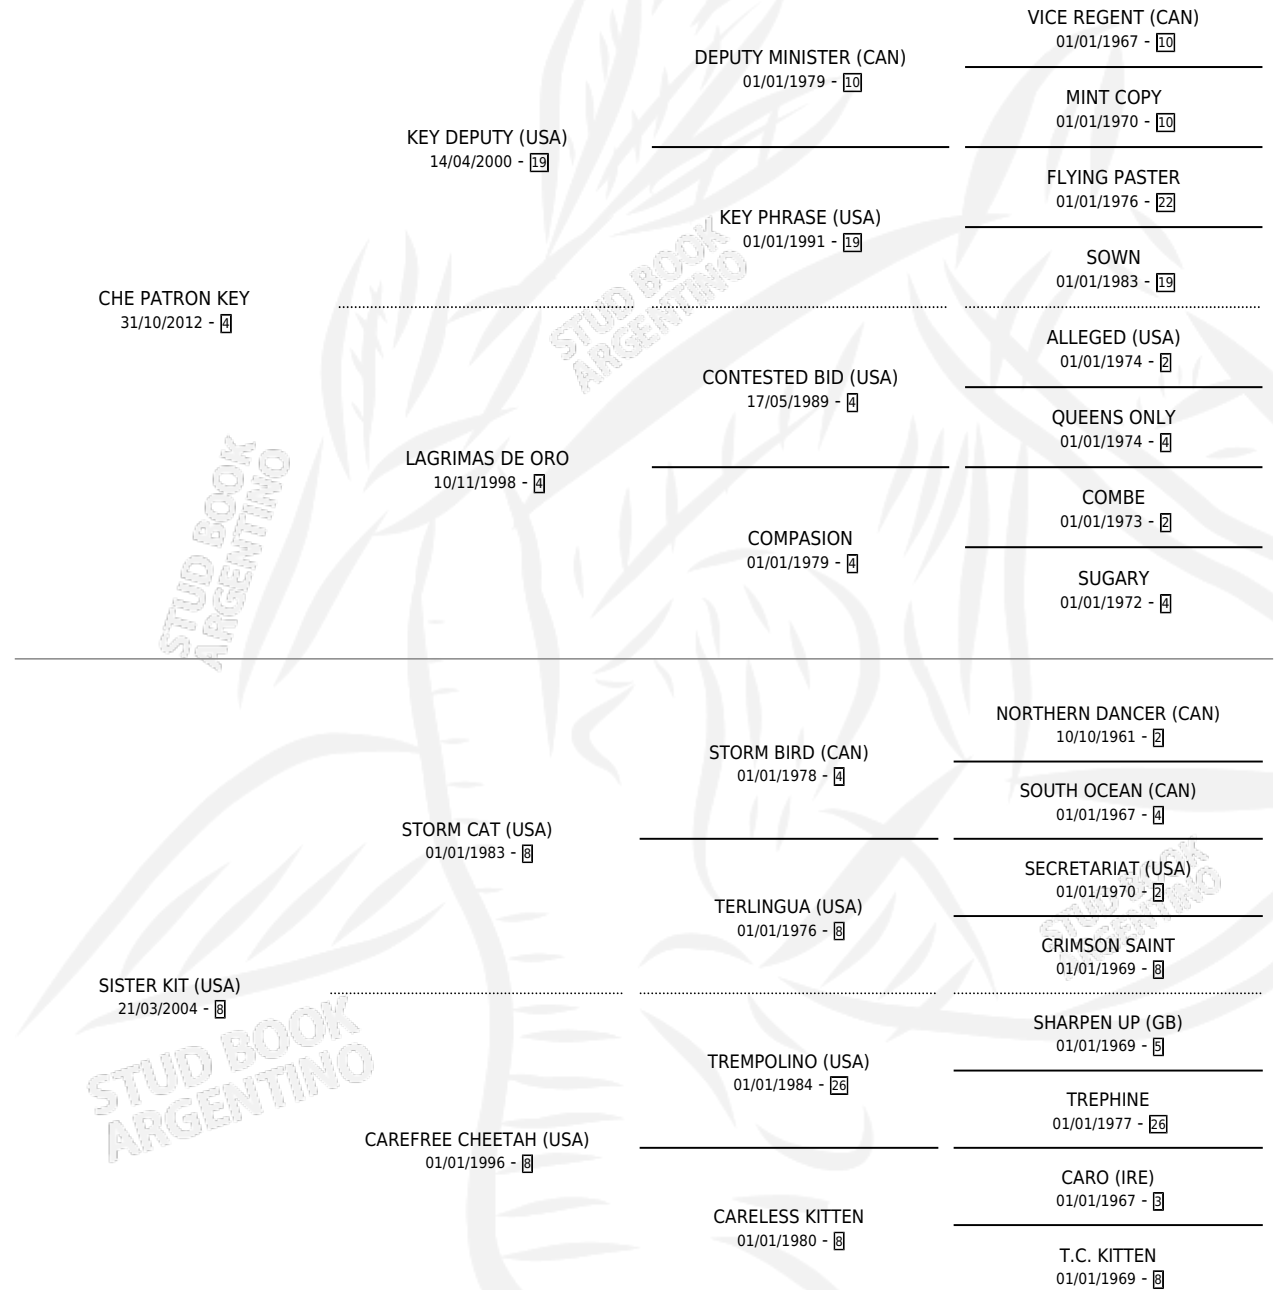 VICE REGENT (CAN)
01/01/1967 - 10
DEPUTY MINISTER (CAN)
01/01/1979 - 10
MINT COPY
01/01/1970 - 10
KEY DEPUTY (USA)
14/04/2000 - 19
FLYING PASTER
01/01/1976 - 22
KEY PHRASE (USA)
01/01/1991 - 19
SOWN
01/01/1983 - 19
CHE PATRON KEY
31/10/2012 - 4
STUD BOOK
ARGENTINO
ALLEGED (USA)
01/01/1974 - 2
CONTESTED BID (USA)
17/05/1989 - 4
QUEENS ONLY
01/01/1974 - 4
LAGRIMAS DE ORO
10/11/1998 - 4
COMBE
01/01/1973 - 2
COMPASION
01/01/1979 - 4
SUGARY
01/01/1972 - 4
STUD BOOK
ARGENTINO
NORTHERN DANCER (CAN)
10/10/1961 - 2
STORM BIRD (CAN)
01/01/1978 - 4
SOUTH OCEAN (CAN)
01/01/1967 - 4
STORM CAT (USA)
01/01/1983 - 8
SECRETARIAT (USA)
01/01/1970 - 2
TERLINGUA (USA)
01/01/1976 - 8
CRIMSON SAINT
01/01/1969 - 8
STUD BOOK
ARGENTINO
SISTER KIT (USA)
21/03/2004 - 8
SHARPEN UP (GB)
01/01/1969 - 5
TREMPOLINO (USA)
01/01/1984 - 26
TREPHINE
01/01/1977 - 26
STUD BOOK
ARGENTINO
CAREFREE CHEETAH (USA)
01/01/1996 - 8
CARO (IRE)
01/01/1967 - 3
CARELESS KITTEN
01/01/1980 - 8
T.C. KITTEN
01/01/1969 - 8